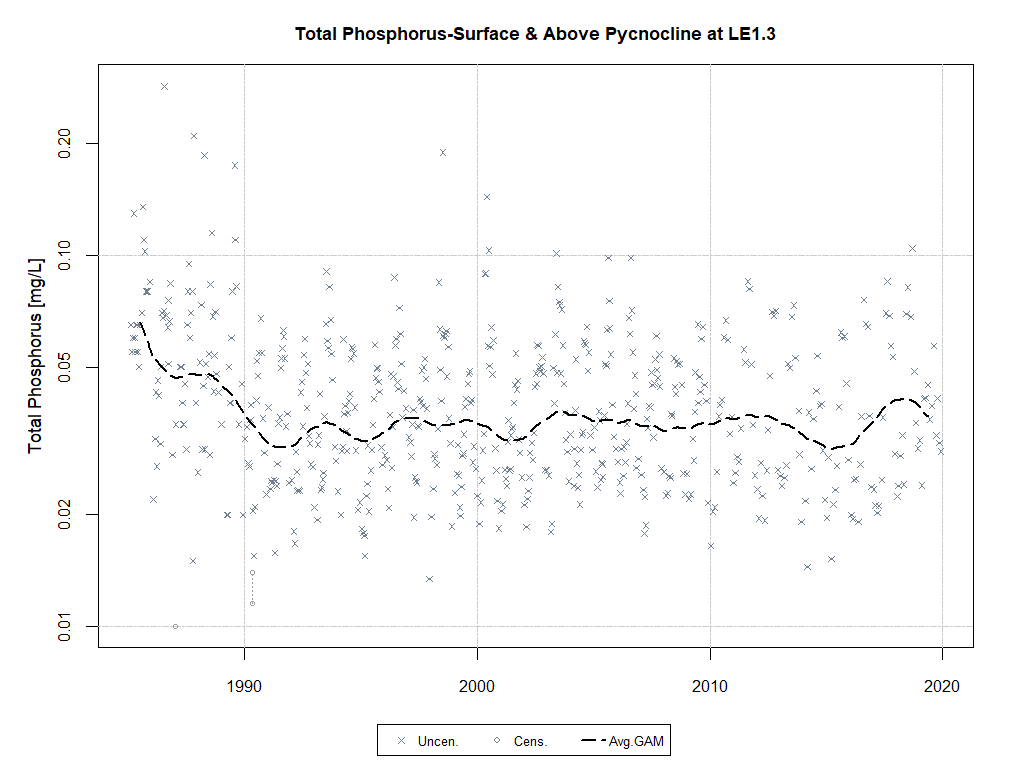 Total Phosphorus-Surface & Above Pycnocline at LE1.3
Total Phosphorus [mg/L]
0.20
0.10
0.05
0.02
0.01
1990 2000 2010 2020
Uncen. Cens. Avg.GAM